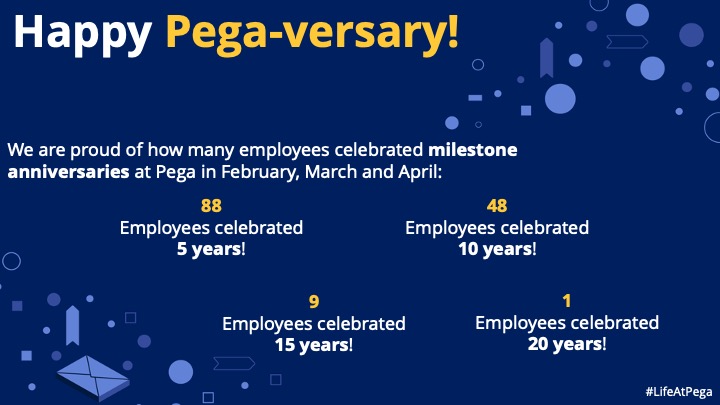 Happy Pega-versary!
We are proud of how many employees celebrated milestone
anniversaries at Pega in February, March and April:
88
Employees celebrated
5 years!
48
Employees celebrated
10 years!
9
Employees celebrated
15 years!
1
Employees celebrated
20 years!
#LifeAtPega